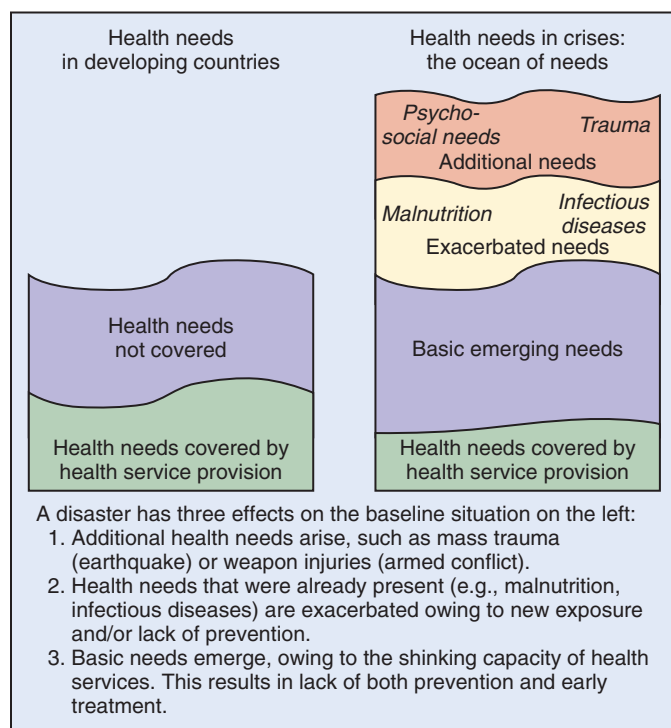 Health needs
in developing countries
Health needs
not covered
Health needs covered by
health service provision
Health needs in crises:
the ocean of needs
Psycho-
social needs
Trauma
Additional needs
Malnutrition
Infectious
diseases
Exacerbated needs
Basic emerging needs
Health needs covered by
health service provision
A disaster has three effects on the baseline situation on the left:
1. Additional health needs arise, such as mass trauma
(earthquake) or weapon injuries (armed conflict).
2. Health needs that were already present (e.g., malnutrition,
infectious diseases) are exacerbated owing to new exposure
and/or lack of prevention.
3. Basic needs emerge, owing to the shinking capacity of health
services. This results in lack of both prevention and early
treatment.